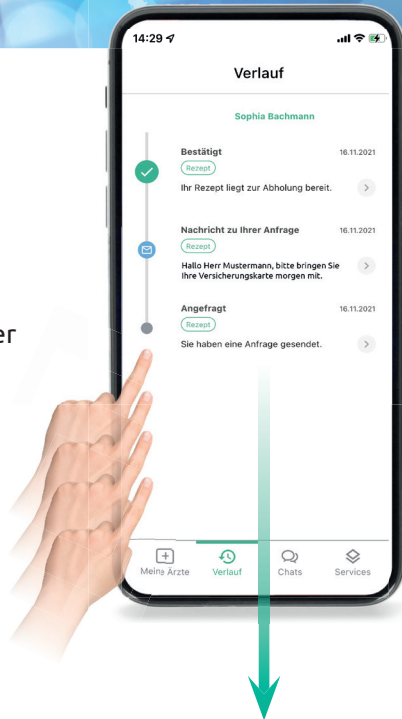 14:29
Verlauf
Sophia Bachmann
Bestätigt 16.11.2021
Rezept
Ihr Rezept liegt zur Abholung bereit.
Nachricht zu Ihrer Anfrage 16.11.2021
Rezept
Hallo Herr Mustermann, bitte bringen Sie
Ihre Versicherungskarte morgen mit.
Angefragt 16.11.2021
er
Rezept
Sie haben eine Anfrage gesendet.
Meine Ärzte Verlauf Chats Services